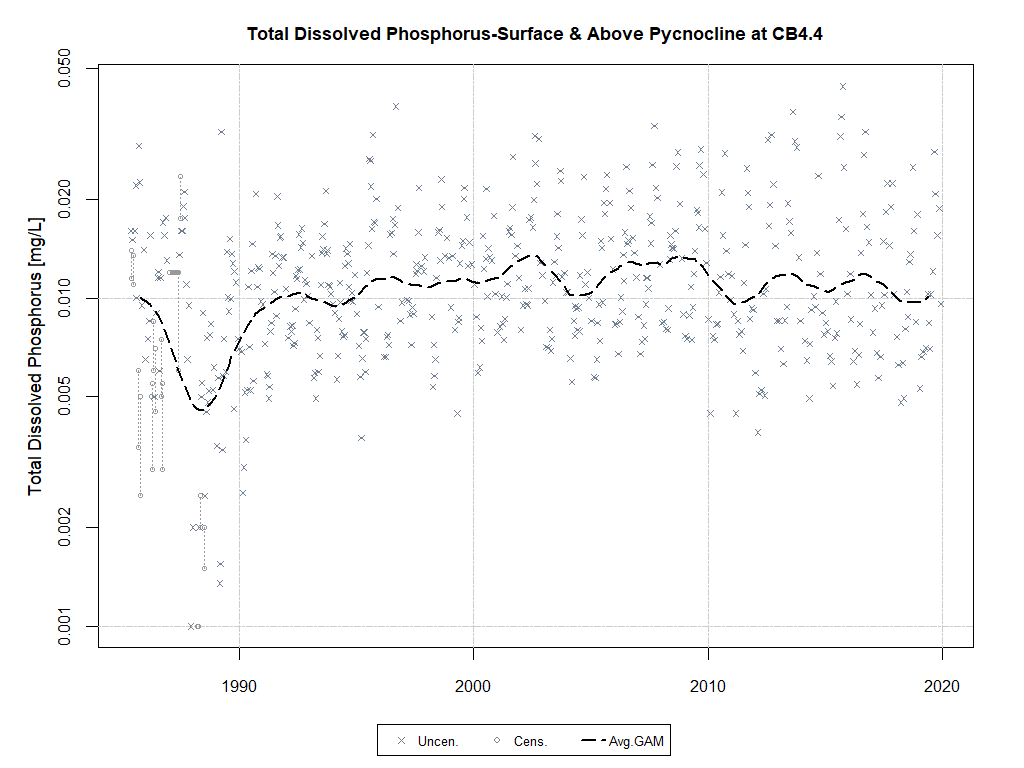 Total Dissolved Phosphorus-Surface & Above Pycnocline at CB4.4
Total Dissolved Phosphorus [mg/L]
0.050
0.020
0.010
0.005
0.002
0.001
1990
2000
2010
2020
Uncen.
Cens.
Avg.GAM